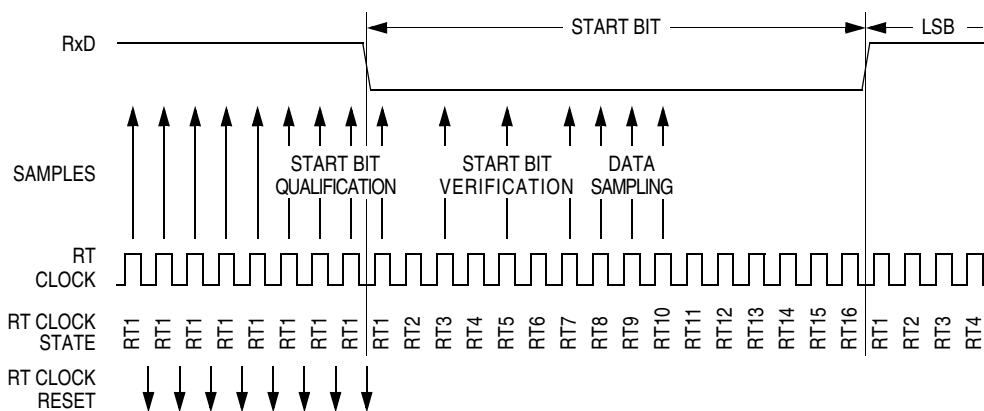 START BIT
LSB
RxD
SAMPLES
START BIT
QUALIFICATION
START BIT
VERIFICATION
DATA
SAMPLING
RT
CLOCK
RT CLOCK
STATE
RT1 RT1 RT1 RT1 RT1 RT1 RT1 RT1 RT1 RT2 RT3 RT4 RT5 RT6 RT7 RT8 RT9 RT10 RT11 RT12 RT13 RT14 RT15 RT16 RT1 RT2 RT3 RT4
RT CLOCK
RESET